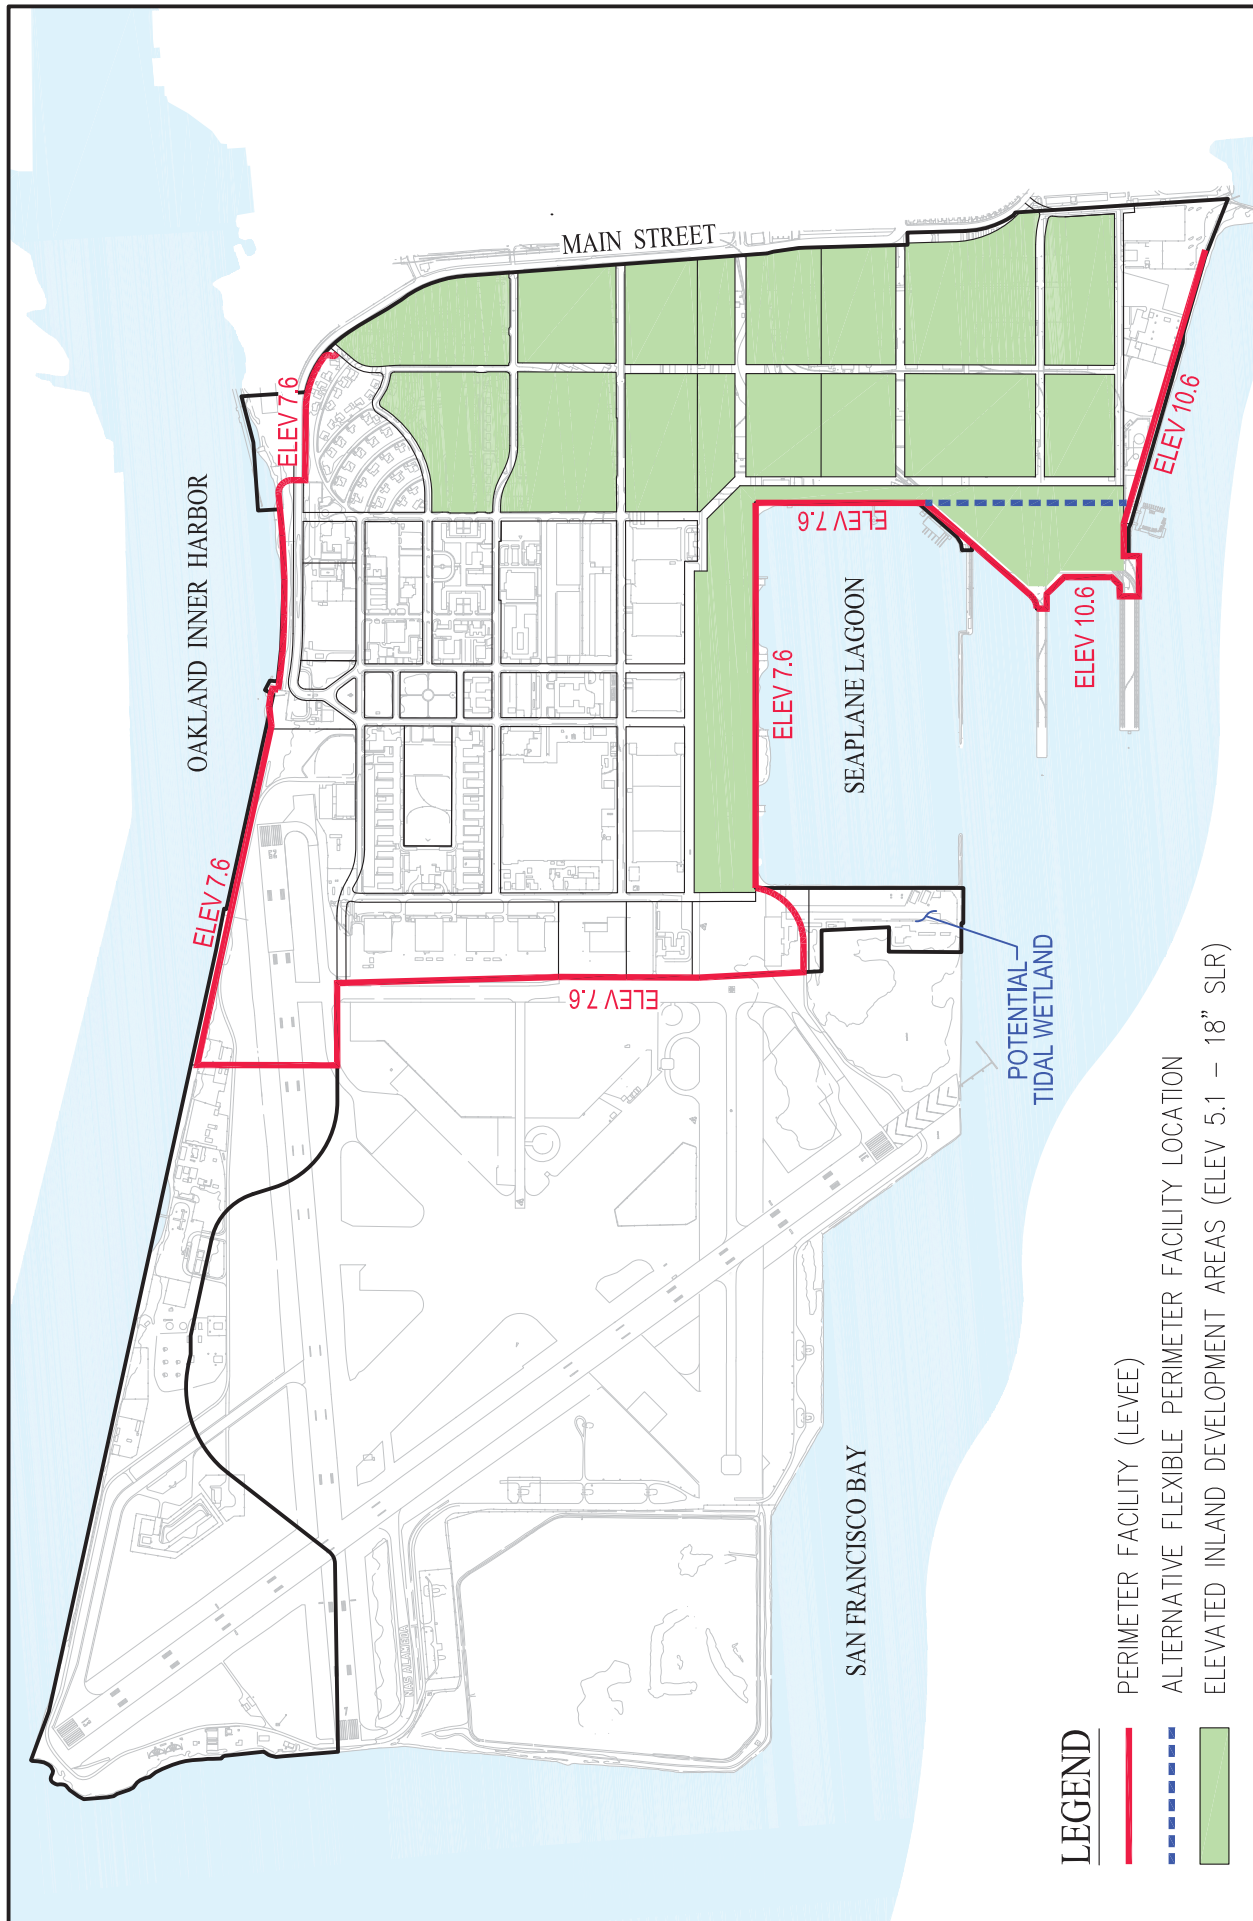 OAKLAND INNER HARBOR
MAIN STREET
ELEV 7.6
ELEV 7.6
ELEV 7.6
ELEV 7.6
ELEV 7.6
SEAPLANE LAGOON
ELEV 10.6
ELEV 10.6
POTENTIAL
TIDAL WETLAND
SAN FRANCISCO BAY
NAS ALAMEDA
LEGEND
PERIMETER FACILITY (LEVEE)
ALTERNATIVE FLEXIBLE PERIMETER FACILITY LOCATION
ELEVATED INLAND DEVELOPMENT AREAS (ELEV 5.1 – 18” SLR)